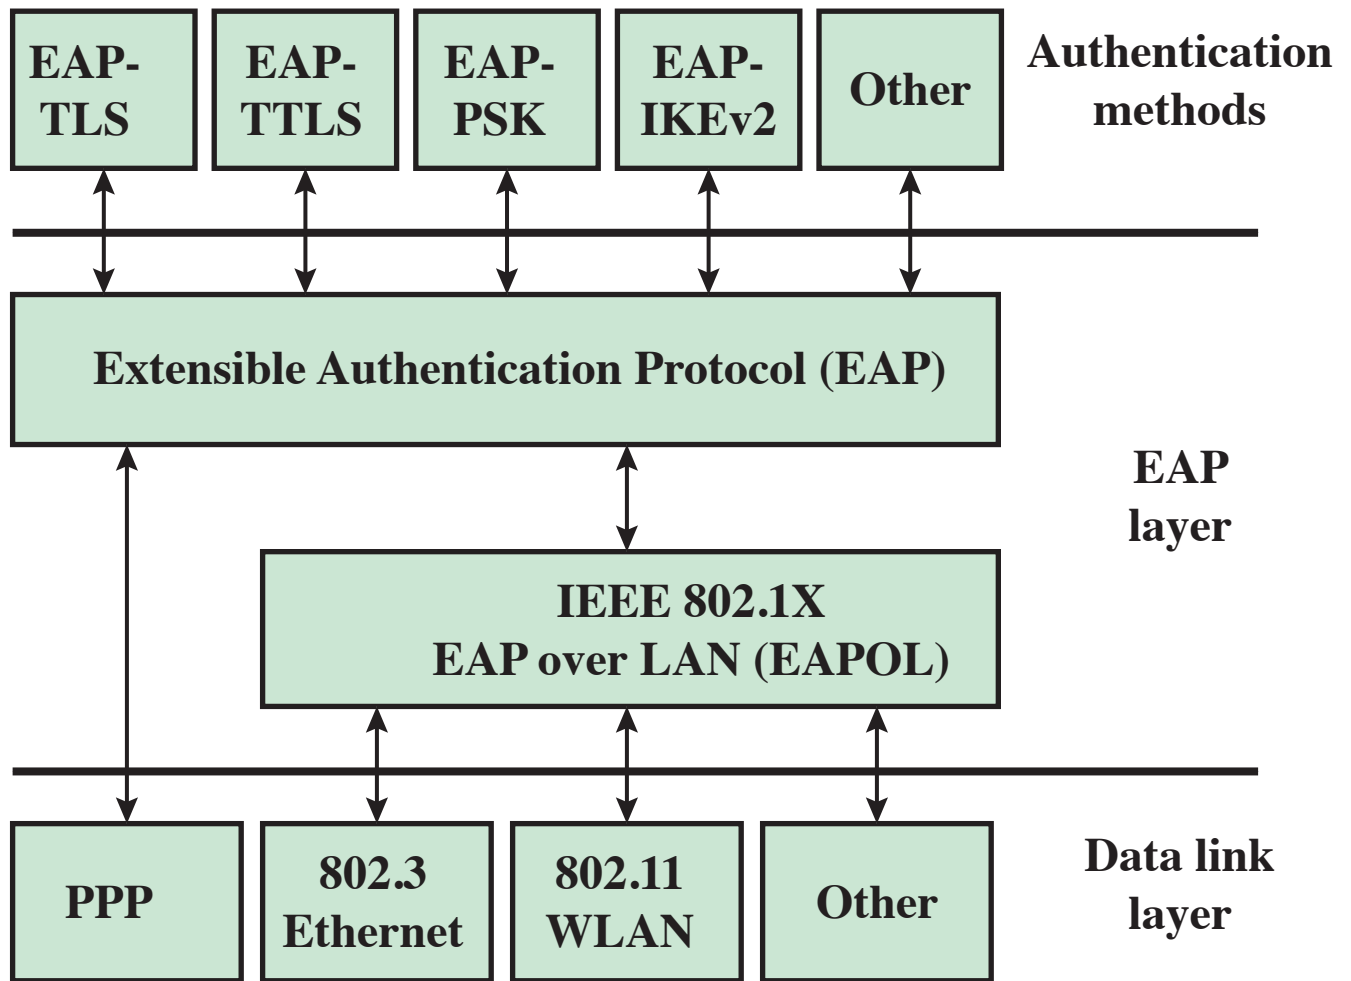 EAP-
TLS
EAP-
TTLS
EAP-
PSK
EAP-
IKEv2
Other
Authentication
methods
Extensible Authentication Protocol (EAP)
EAP
layer
IEEE 802.1X
EAP over LAN (EAPOL)
PPP
802.3
Ethernet
802.11
WLAN
Other
Data link
layer